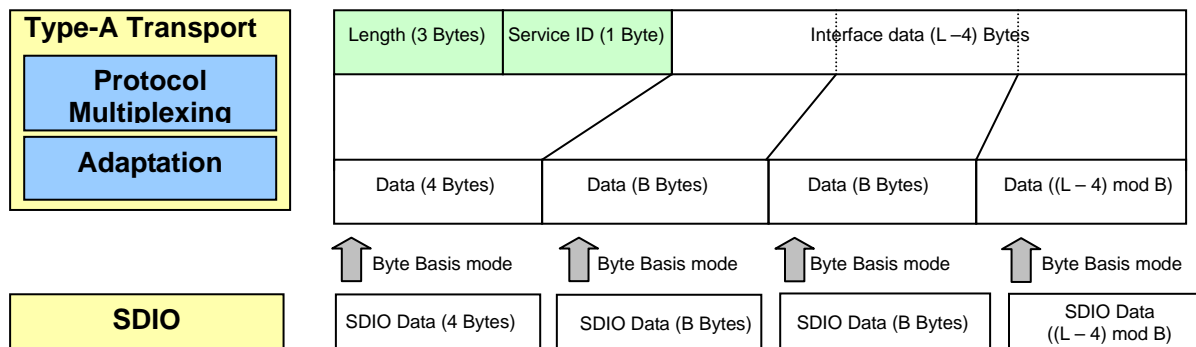 Type-A Transport
Protocol
Multiplexing
Adaptation
Length (3 Bytes) Service ID (1 Byte) Interface data (L –4) Bytes
Data (4 Bytes) Data (B Bytes) Data (B Bytes) Data ((L – 4) mod B)
Byte Basis mode Byte Basis mode Byte Basis mode Byte Basis mode
SDIO
SDIO Data (4 Bytes) SDIO Data (B Bytes) SDIO Data (B Bytes) SDIO Data
((L – 4) mod B)